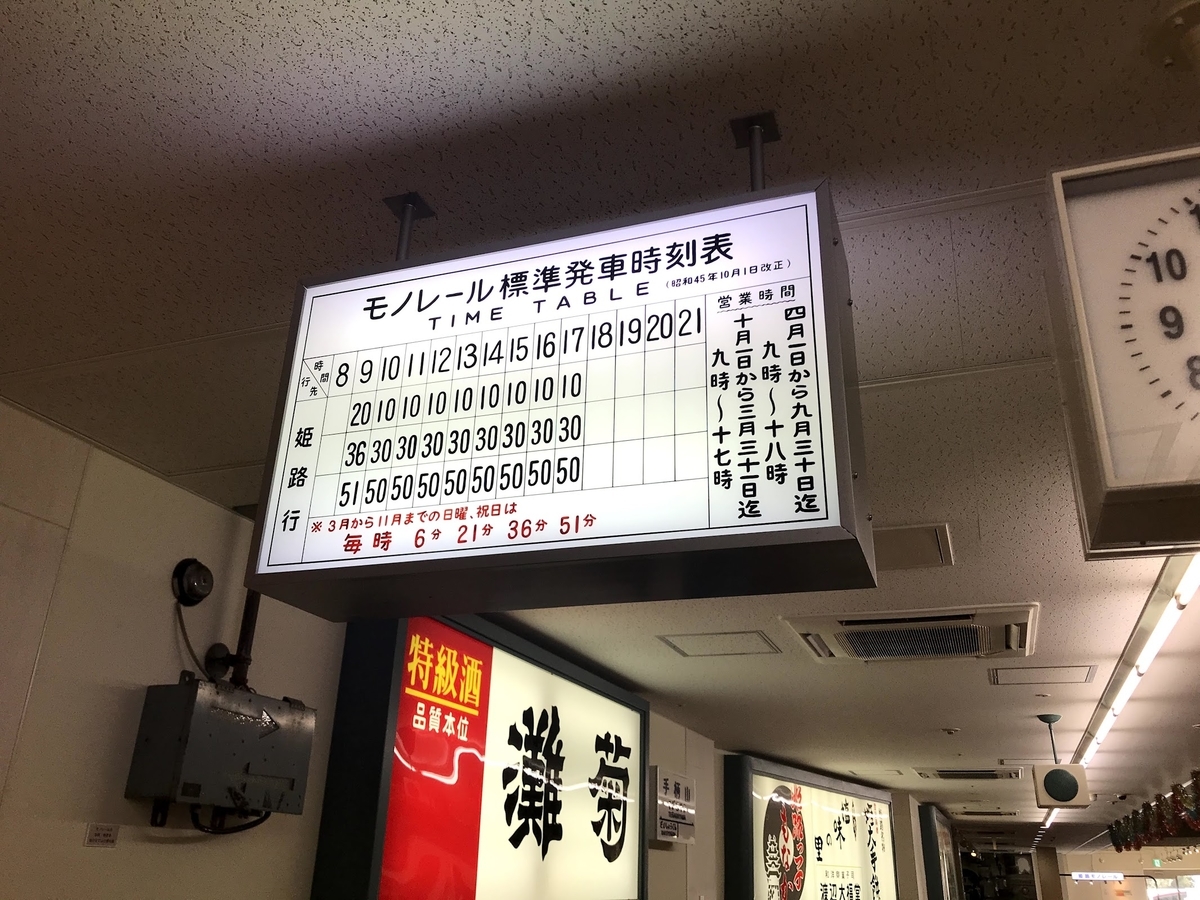 モノレール標準発車時刻表
TIME TABLE
（昭和45年10月1日改正）
時間
行先
8 9 10 11 12 13 14 15 16 17 18 19 20 21
姫路行
20 10 10 10 10 10 10 10 10
36 30 30 30 30 30 30 30 30
51 50 50 50 50 50 50 50 50
※3月から11月までの日曜、祝日は
毎時 6分 21分 36分 51分
営業時間
四月一日から九月三十日迄
九時〜十八時
十月一日から三月三十一日迄
九時〜十七時
10
9
8
特級酒
品質本位
灘菊
手柄山
里の味